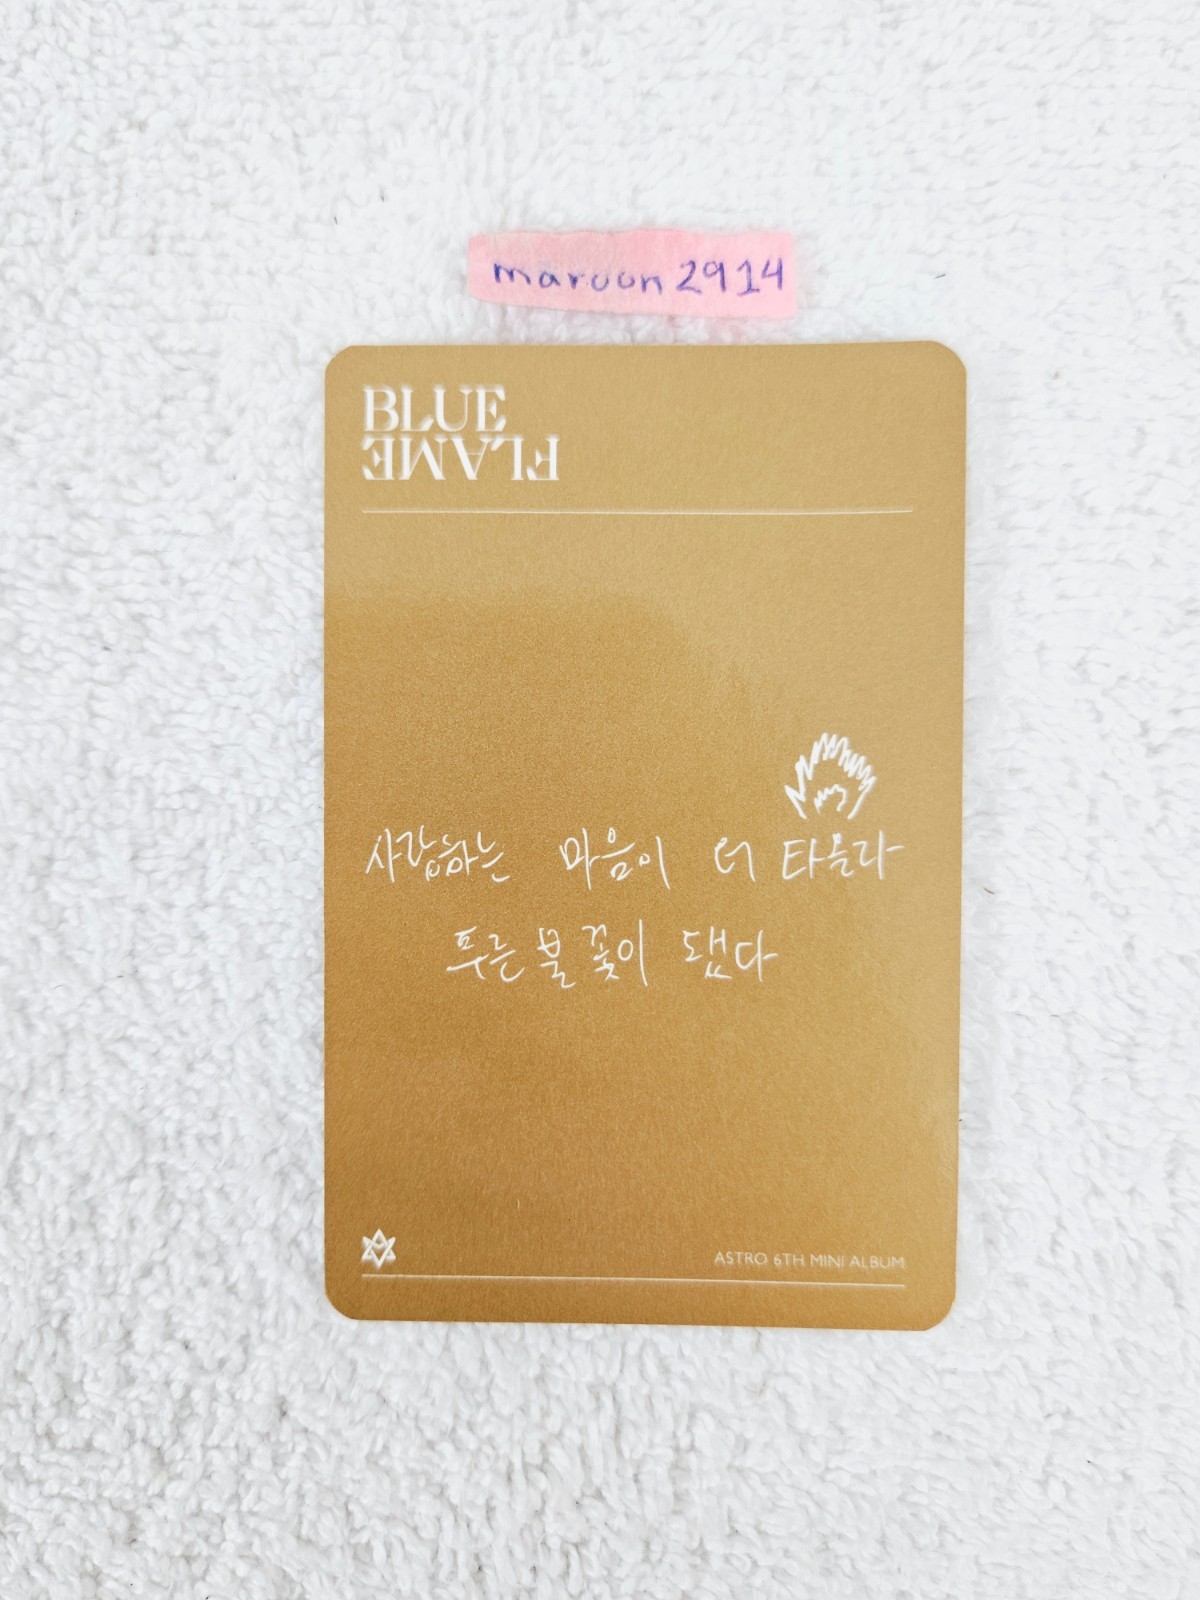 maroon2914
BLUE
FLAME
사랑하는 마음이 더 타올라
푸른 불꽃이 됐다
ASTRO 6TH MINI ALBUM